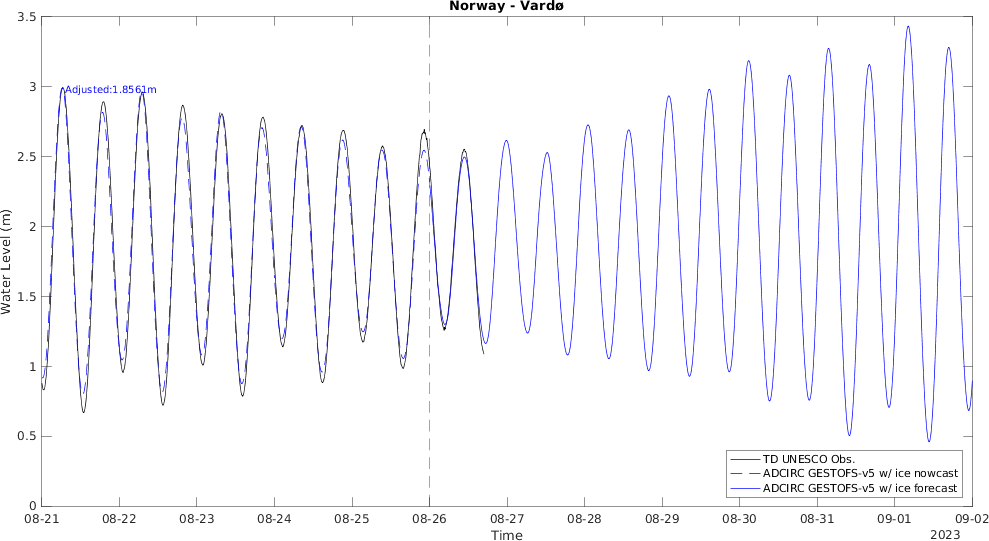 Norway - Vardø
3.5
3
2.5
2
1.5
1
0.5
0
Water Level (m)
Adjusted:1.8561m
TD UNESCO Obs.
ADCIRC GESTOFS-v5 w/ ice nowcast
ADCIRC GESTOFS-v5 w/ ice forecast
08-21 08-22 08-23 08-24 08-25 08-26 08-27 08-28 08-29 08-30 08-31 09-01 09-02
Time
2023